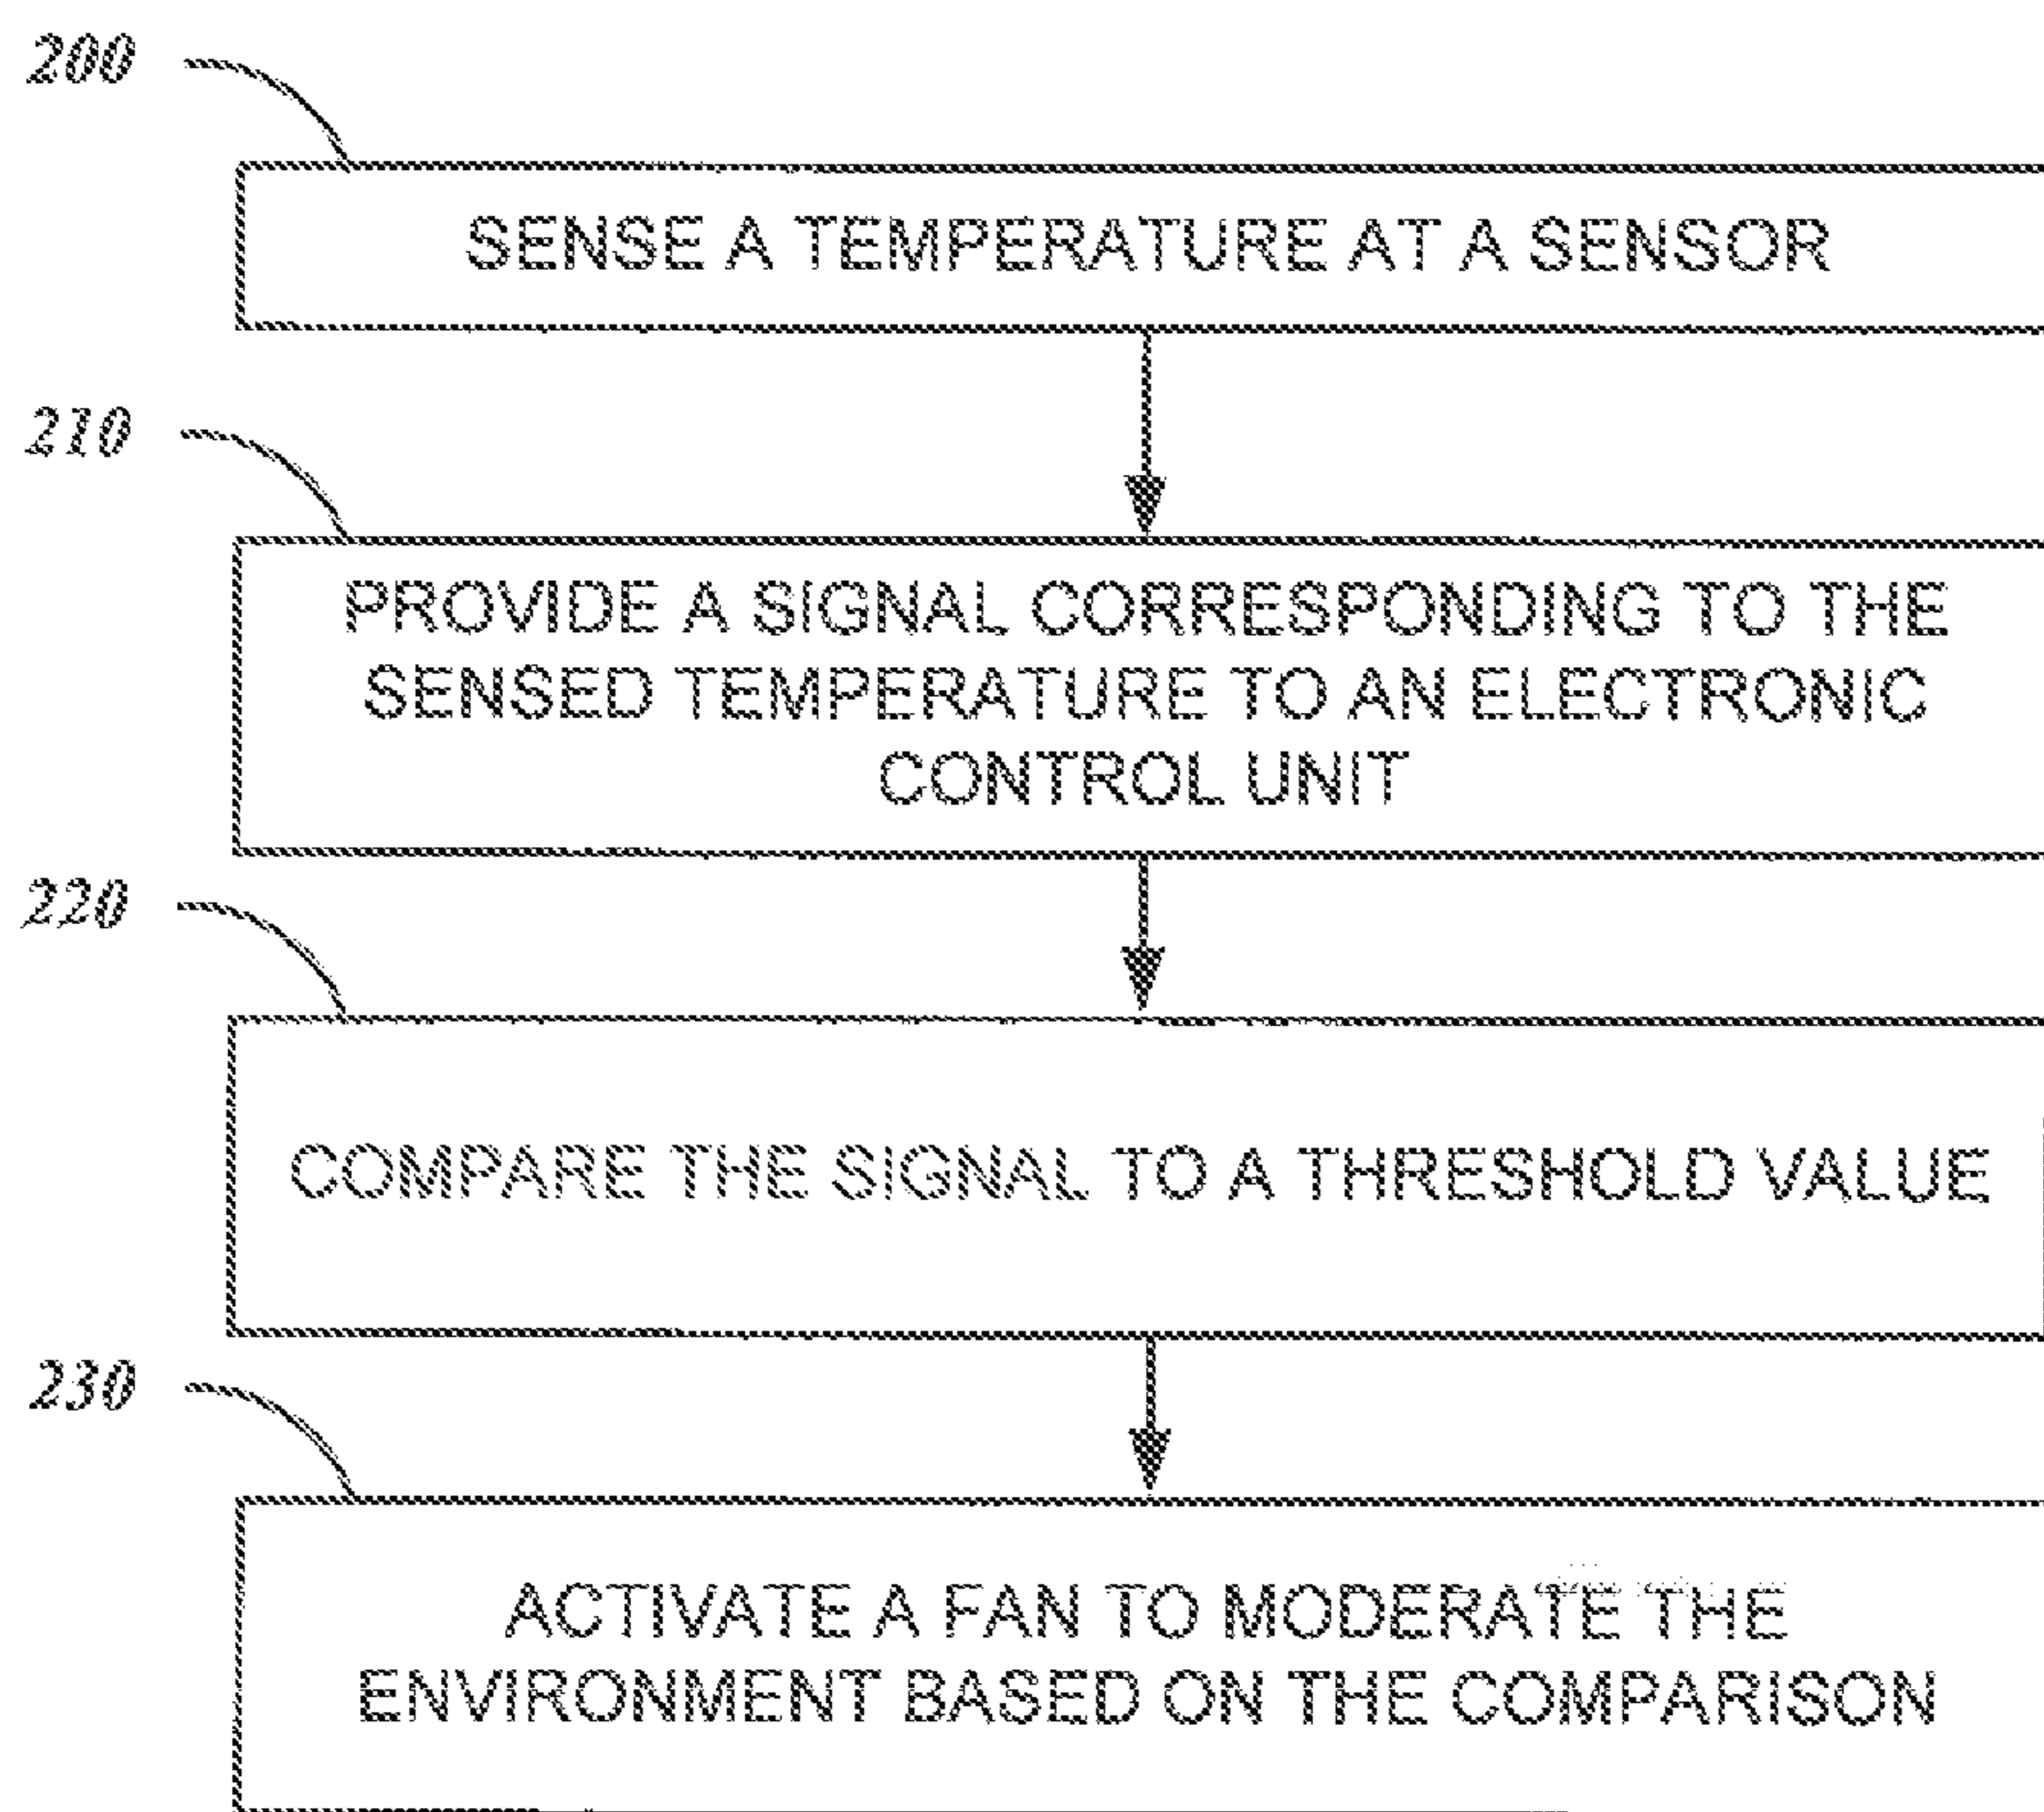 200
SENSE A TEMPERATURE AT A SENSOR
210
PROVIDE A SIGNAL CORRESPONDING TO THE
SENSED TEMPERATURE TO AN ELECTRONIC
CONTROL UNIT
220
COMPARE THE SIGNAL TO A THRESHOLD VALUE
230
ACTIVATE A FAN TO MODERATE THE
ENVIRONMENT BASED ON THE COMPARISON